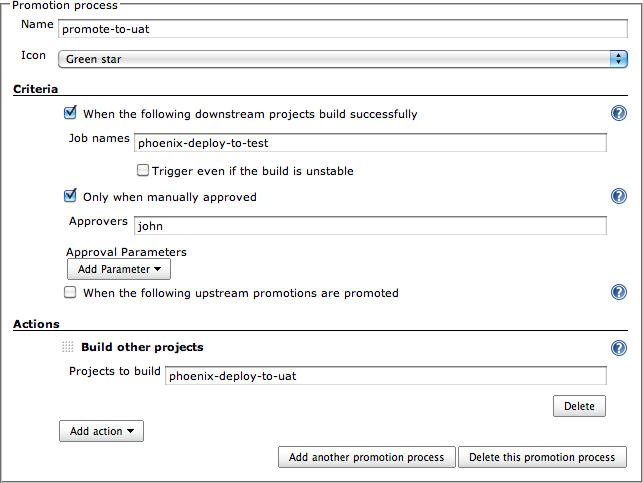 Promotion process
Name promote-to-uat
Icon Green star
Criteria
When the following downstream projects build successfully
Job names phoenix-deploy-to-test
Trigger even if the build is unstable
Only when manually approved
Approvers john
Approval Parameters
Add Parameter
When the following upstream promotions are promoted
Actions
Build other projects
Projects to build phoenix-deploy-to-uat
Delete
Add action
Add another promotion process Delete this promotion process